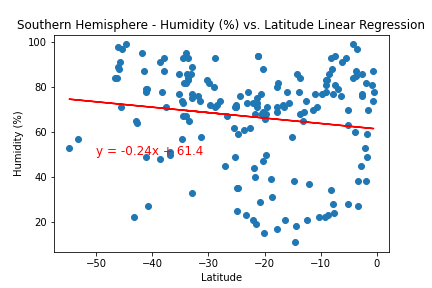 Southern Hemisphere - Humidity (%) vs. Latitude Linear Regression
100
80
60
40
20
Humidity (%)
y = -0.24x + 61.4
−50
−40
−30
−20
−10
0
Latitude